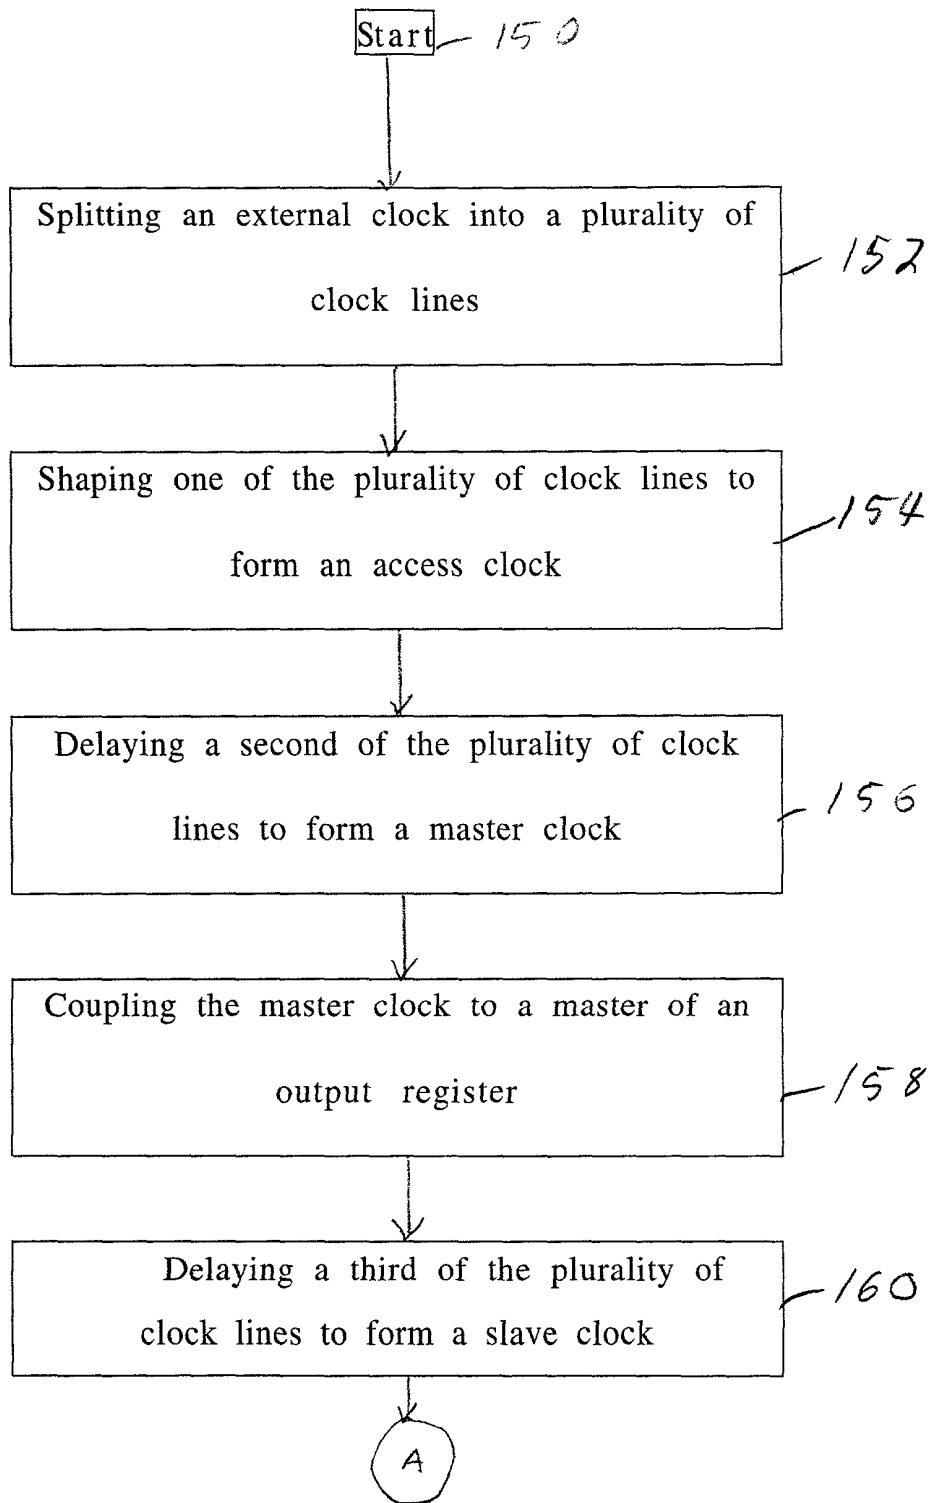 Start 150
Splitting an external clock into a plurality of
clock lines
152
Shaping one of the plurality of clock lines to
form an access clock
154
Delaying a second of the plurality of clock
lines to form a master clock
156
Coupling the master clock to a master of an
output register
158
Delaying a third of the plurality of
clock lines to form a slave clock
160
A